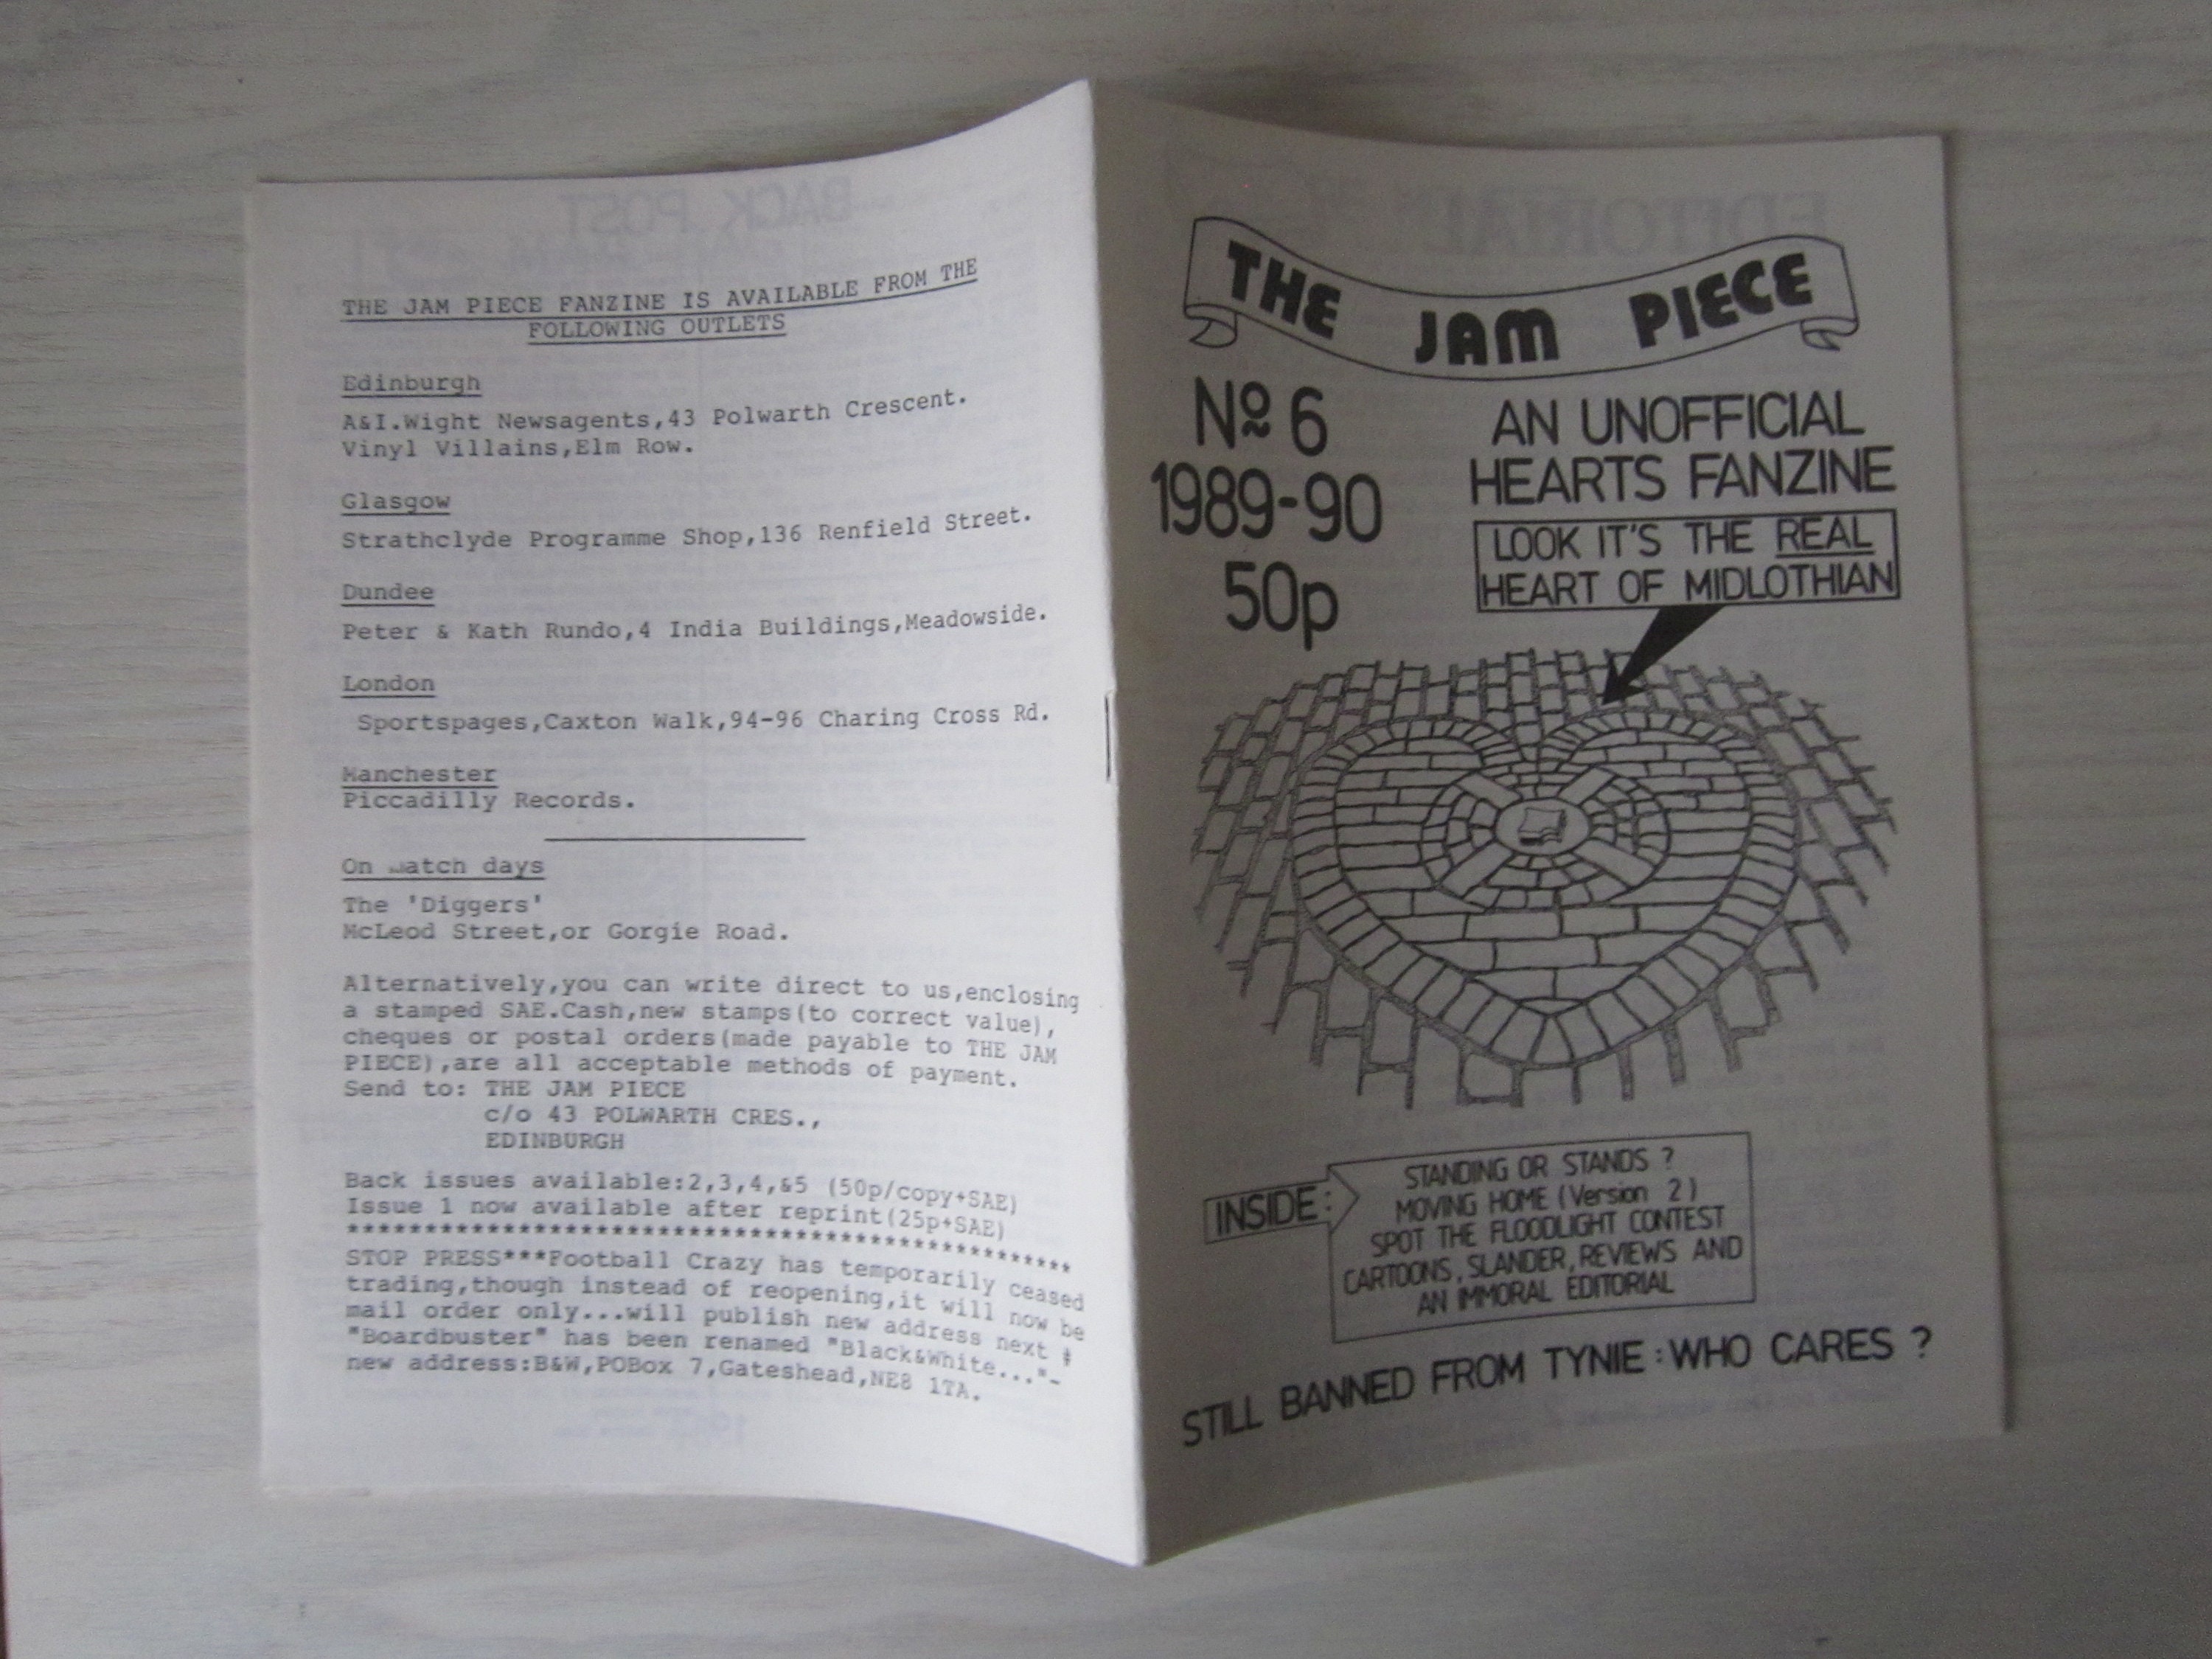 THE JAM PIECE FANZINE IS AVAILABLE FROM THE
FOLLOWING OUTLETS
Edinburgh
A&I.Wight Newsagents,43 Polwarth Crescent.
Vinyl Villains,Elm Row.
Glasgow
Strathclyde Programme Shop,136 Renfield Street.
Dundee
Peter & Kath Rundo,4 India Buildings,Meadowside.
London
Sportspages,Caxton Walk,94-96 Charing Cross Rd.
Manchester
Piccadilly Records.
On match days
The 'Diggers'
McLeod Street,or Gorgie Road.
Alternatively,you can write direct to us,enclosing
a stamped SAE.Cash,new stamps(to correct value),
cheques or postal orders(made payable to THE JAM
PIECE),are all acceptable methods of payment.
Send to: THE JAM PIECE
c/o 43 POLWARTH CRES.,
EDINBURGH
Back issues available:2,3,4,&5 (50p/copy+SAE)
Issue 1 now available after reprint(25p+SAE)
**************************************************
STOP PRESS***Football Crazy has temporarily ceased
trading,though instead of reopening,it will now be
mail order only...will publish new address next #
"Boardbuster" has been renamed "Black&White..."-
new address:B&W,POBox 7,Gateshead,NE8 1TA.
THE JAM PIECE
Nº 6
1989-90
50p
AN UNOFFICIAL
HEARTS FANZINE
LOOK IT'S THE REAL
HEART OF MIDLOTHIAN
INSIDE:
STANDING OR STANDS ?
MOVING HOME (Version 2)
SPOT THE FLOODLIGHT CONTEST
CARTOONS, SLANDER, REVIEWS AND
AN IMMORAL EDITORIAL
STILL BANNED FROM TYNIE : WHO CARES ?
BACK POST
EDITORIAL